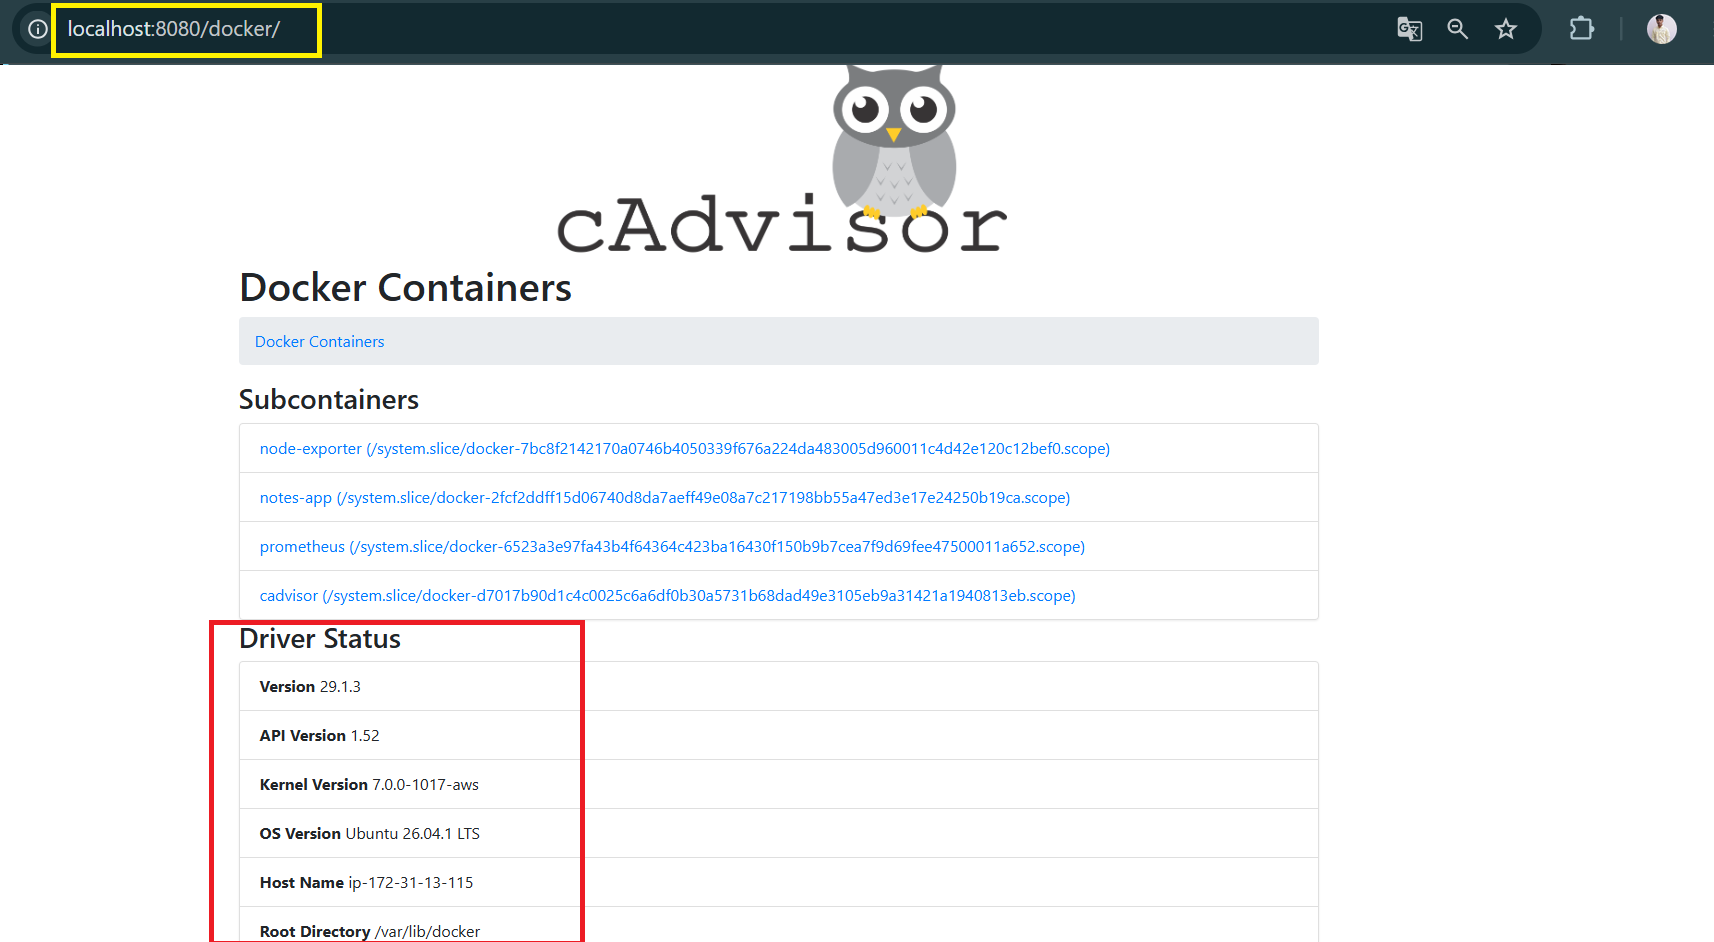 localhost:8080/docker/
cAdvisor
Docker Containers
Docker Containers
Subcontainers
node-exporter (/system.slice/docker-7bc8f2142170a0746b4050339f676a224da483005d960011c4d42e120c12bef0.scope)
notes-app (/system.slice/docker-2fcf2ddff15d06740d8da7aeff49e08a7c217198bb55a47ed3e17e24250b19ca.scope)
prometheus (/system.slice/docker-6523a3e97fa43b4f64364c423ba16430f150b9b7cea7f9d69fee47500011a652.scope)
cadvisor (/system.slice/docker-d7017b90d1c4c0025c6a6df0b30a5731b68dad49e3105eb9a31421a1940813eb.scope)
Driver Status
Version 29.1.3
API Version 1.52
Kernel Version 7.0.0-1017-aws
OS Version Ubuntu 26.04.1 LTS
Host Name ip-172-31-13-115
Root Directory /var/lib/docker